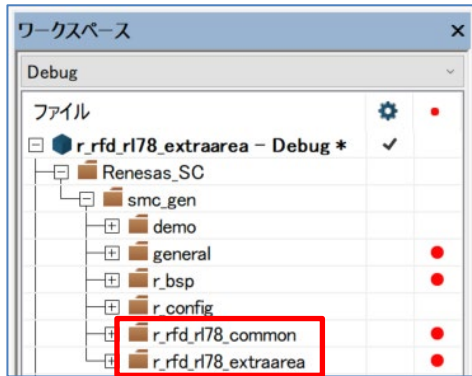 ワークスペース
Debug
ファイル
r_rfd_rl78_extraarea - Debug *
Renesas_SC
smc_gen
demo
general
r_bsp
r_config
r_rfd_rl78_common
r_rfd_rl78_extraarea